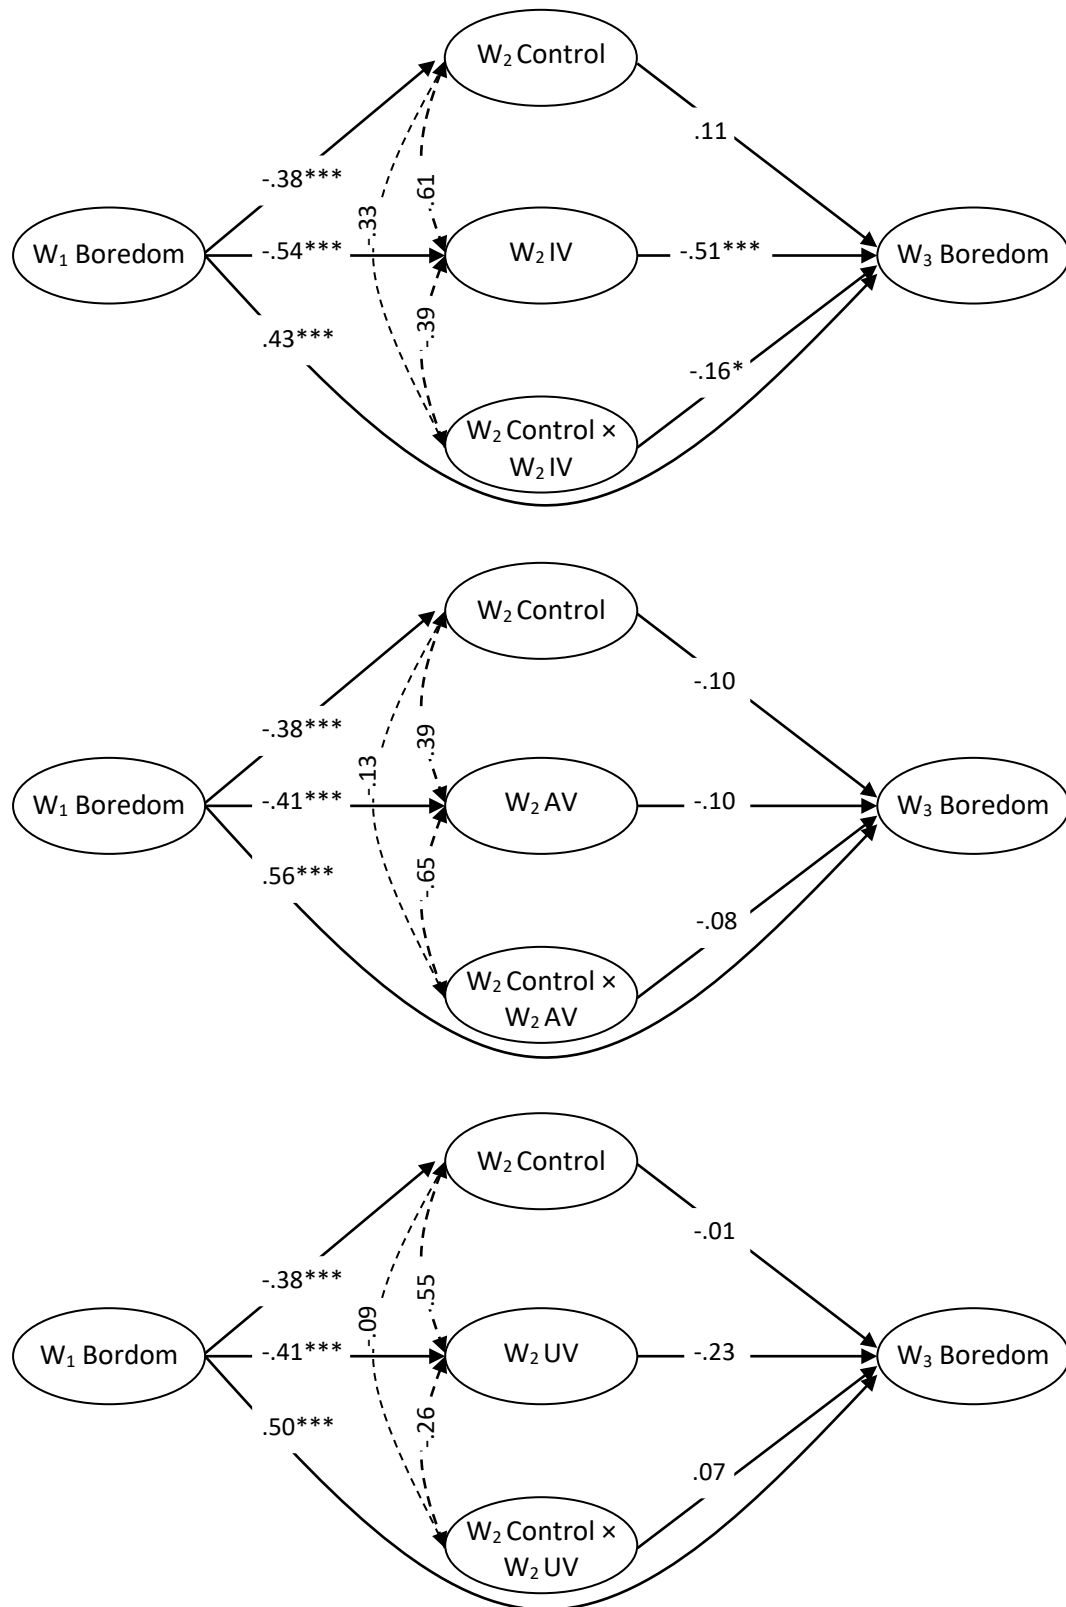 W₂ Control
.11
-.38***
.61
-.33
W₁ Boredom
-.54***
W₂ IV
-.51***
W₃ Boredom
.43***
-.39
-.16*
W₂ Control ×
W₂ IV
W₂ Control
-.10
-.38***
.39
.13
W₁ Boredom
-.41***
W₂ AV
-.10
W₃ Boredom
.56***
.65
-.08
W₂ Control ×
W₂ AV
W₂ Control
-.01
-.38***
.55
-.09
W₁ Bordom
-.41***
W₂ UV
-.23
W₃ Boredom
.50***
-.26
.07
W₂ Control ×
W₂ UV